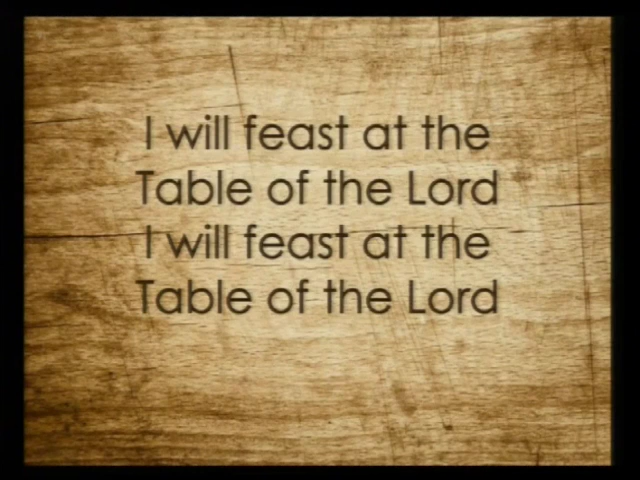 I will feast at the
Table of the Lord
I will feast at the
Table of the Lord